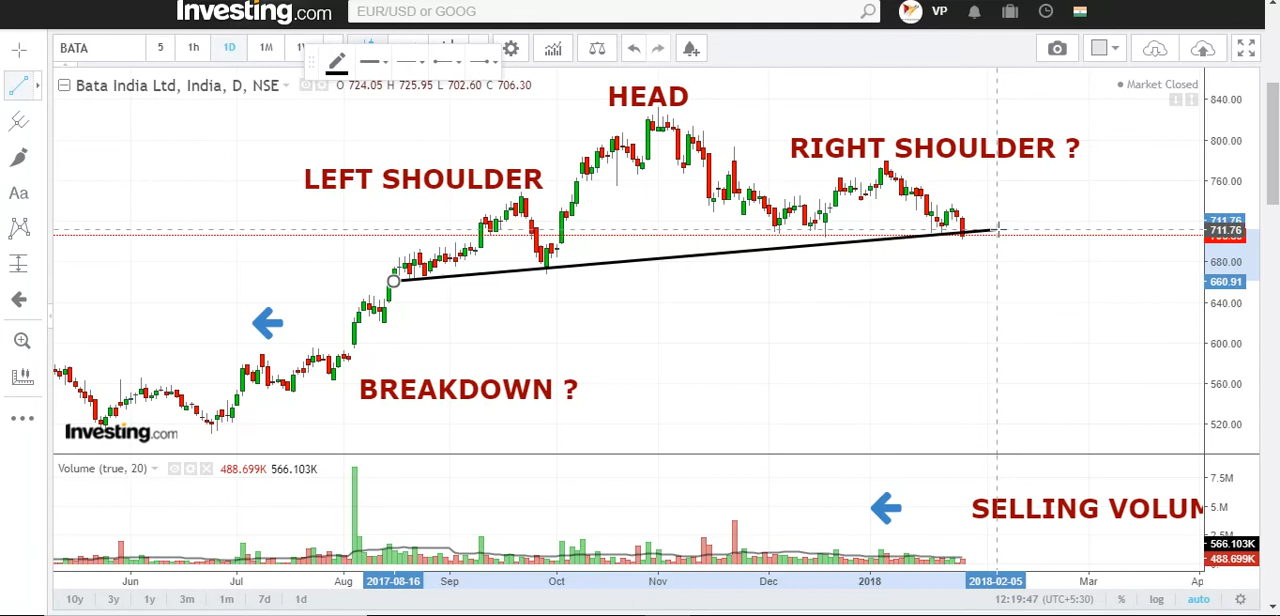 Investing.com EUR/USD or GOOG VP
BATA 5 1h 1D 1M
Bata India Ltd, India, D, NSE O 724.05 H 725.95 L 702.60 C 706.30 Market Closed
HEAD
840.00
800.00
RIGHT SHOULDER ?
LEFT SHOULDER
760.00
711.76
711.76
680.00
660.91
640.00
600.00
BREAKDOWN ?
560.00
520.00
Investing.com
Volume (true, 20) 488.699K 566.103K
7.5M
SELLING VOLUM
5.M
566.103K
488.699K
Jun Jul Aug 2017-08-16 Sep Oct Nov Dec 2018 2018-02-05 Mar Ap
10y 3y 1y 3m 1m 7d 1d 12:19:47 (UTC+5:30) % log auto
Aa